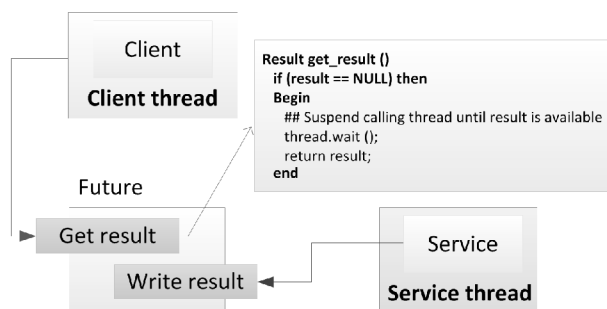 Client
Client thread
Result get_result ()
if (result == NULL) then
Begin
## Suspend calling thread until result is available
thread.wait ();
return result;
end
Future
Get result
Write result
Service
Service thread